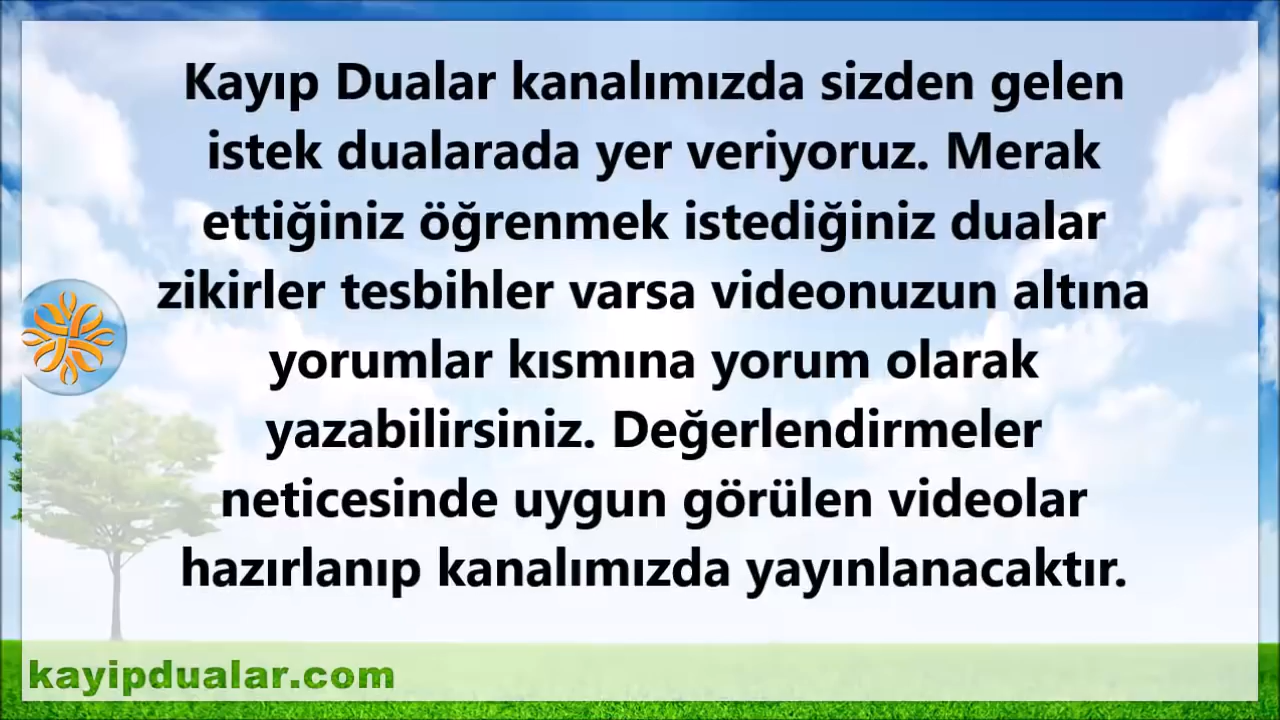 Kayıp Dualar kanalımızda sizden gelen
istek dualarada yer veriyoruz. Merak
ettiğiniz öğrenmek istediğiniz dualar
zikirler tesbihler varsa videonuzun altına
yorumlar kısmına yorum olarak
yazabilirsiniz. Değerlendirmeler
neticesinde uygun görülen videolar
hazırlanıp kanalımızda yayınlanacaktır.
kayipdualar.com